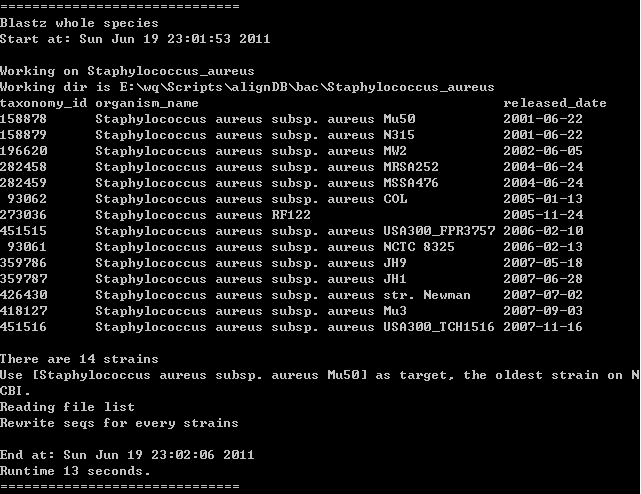 ==============================
Blastz whole species
Start at: Sun Jun 19 23:01:53 2011
Working on Staphylococcus_aureus
Working dir is E:\wq\Scripts\alignDB\bac\Staphylococcus_aureus
taxonomy_id organism_name                                      released_date
158878      Staphylococcus aureus subsp. aureus Mu50           2001-06-22
158879      Staphylococcus aureus subsp. aureus N315           2001-06-22
196620      Staphylococcus aureus subsp. aureus MW2            2002-06-05
282458      Staphylococcus aureus subsp. aureus MRSA252        2004-06-24
282459      Staphylococcus aureus subsp. aureus MSSA476        2004-06-24
 93062      Staphylococcus aureus subsp. aureus COL            2005-01-13
273036      Staphylococcus aureus RF122                        2005-11-24
451515      Staphylococcus aureus subsp. aureus USA300_FPR3757 2006-02-10
 93061      Staphylococcus aureus subsp. aureus NCTC 8325      2006-02-13
359786      Staphylococcus aureus subsp. aureus JH9            2007-05-18
359787      Staphylococcus aureus subsp. aureus JH1            2007-06-28
426430      Staphylococcus aureus subsp. aureus str. Newman    2007-07-02
418127      Staphylococcus aureus subsp. aureus Mu3            2007-09-03
451516      Staphylococcus aureus subsp. aureus USA300_TCH1516 2007-11-16
There are 14 strains
Use [Staphylococcus aureus subsp. aureus Mu50] as target, the oldest strain on N
CBI.
Reading file list
Rewrite seqs for every strains
End at: Sun Jun 19 23:02:06 2011
Runtime 13 seconds.
==============================